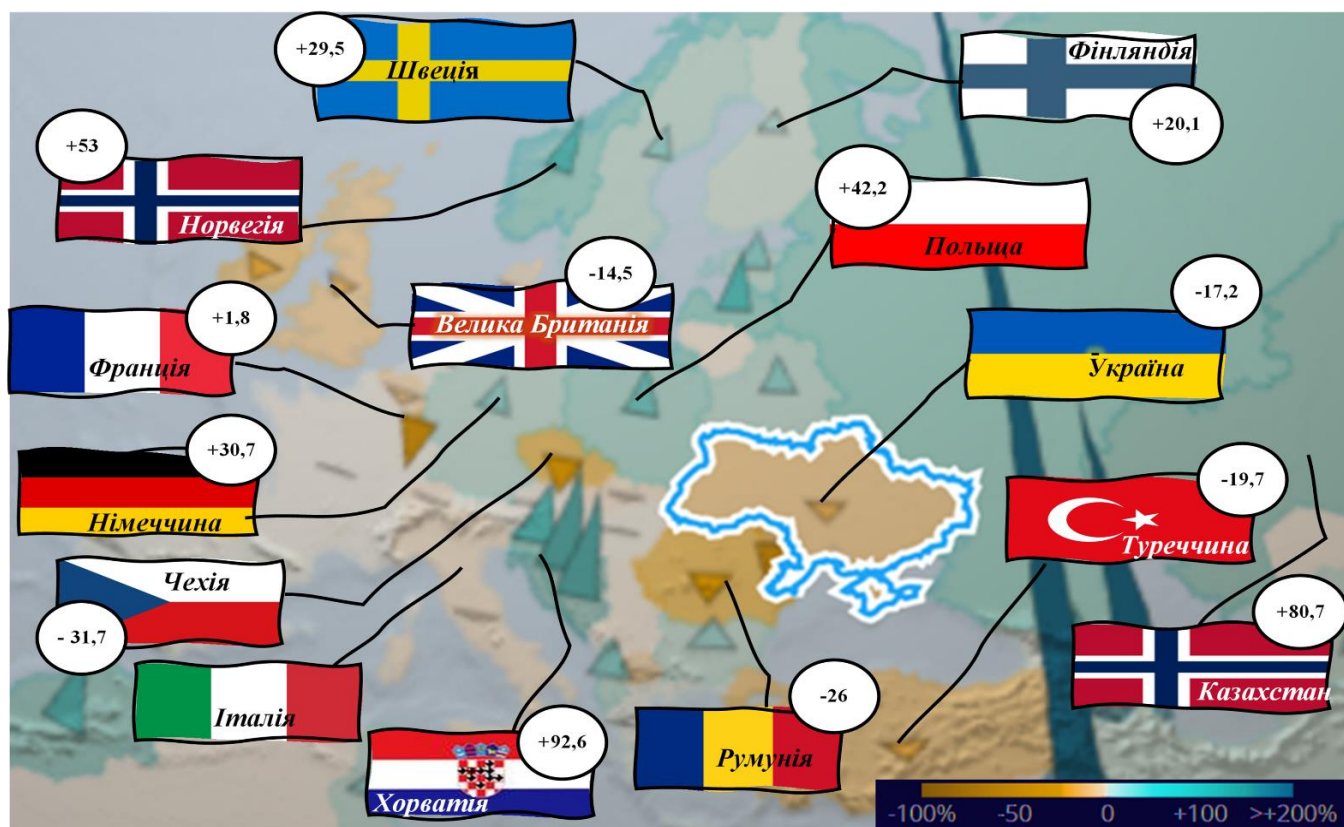 +29,5
Швеція
Фінляндія
+20,1
+53
Норвегія
+42,2
Польща
-14,5
Велика Британія
-17,2
Україна
+1,8
Франція
+30,7
Німеччина
-19,7
Туреччина
Чехія
- 31,7
+80,7
Казахстан
Італія
+92,6
Хорватія
-26
Румунія
-100% -50 0 +100 >+200%